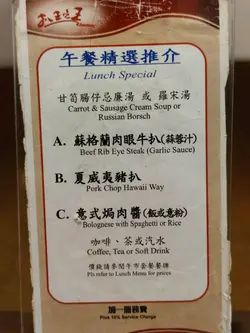 午餐精選推介
Lunch Special
甘筍腸仔忌廉湯 或 羅宋湯
Carrot & Sausage Cream Soup or
Russian Borsch
A. 蘇格蘭肉眼牛扒(蒜蓉汁)
Beef Rib Eye Steak (Garlic Sauce)
B. 夏威夷豬扒
Pork Chop Hawaii Way
C. 意式焗肉醬(飯或意粉)
Bolognese with Spaghetti or Rice
咖啡、茶或汽水
Coffee, Tea or Soft Drink
價錢請參閱午市套餐餐牌
Pls refer to Lunch Menu for prices
加一服務費
Plus 10% Service Charge